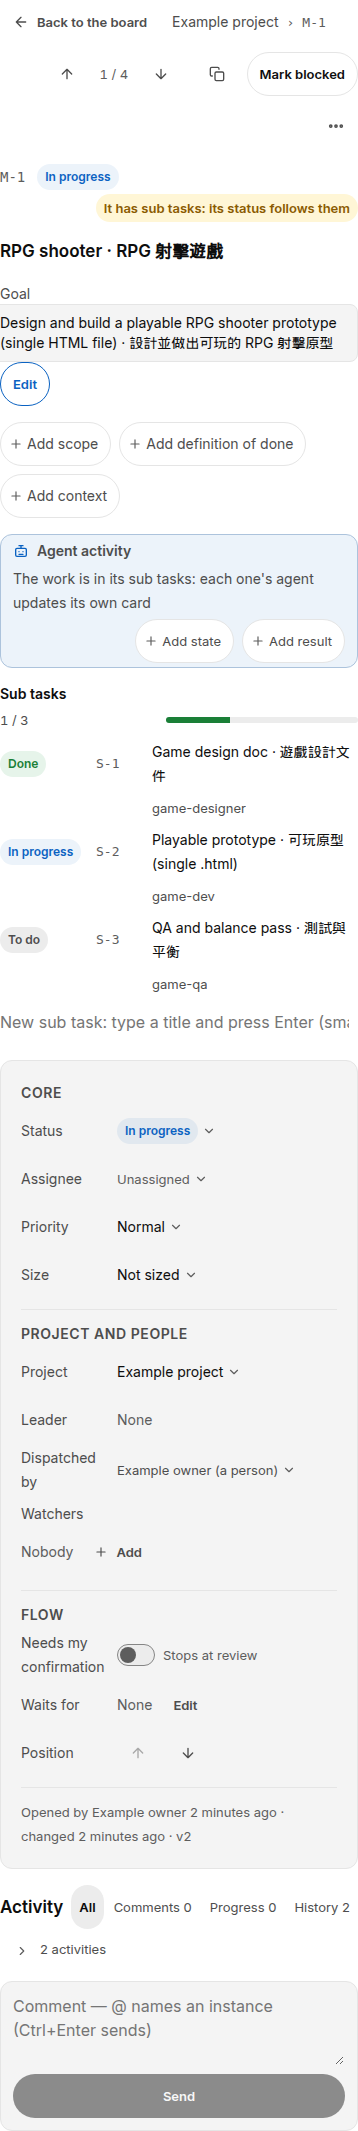 Back to the board Example project › M-1
1 / 4 Mark blocked
M-1 In progress
It has sub tasks: its status follows them
RPG shooter · RPG 射擊遊戲
Goal
Design and build a playable RPG shooter prototype
(single HTML file) · 設計並做出可玩的 RPG 射擊原型
Edit
+ Add scope + Add definition of done
+ Add context
Agent activity
The work is in its sub tasks: each one's agent
updates its own card
+ Add state + Add result
Sub tasks
1 / 3
Done S-1 Game design doc · 遊戲設計文
件
game-designer
In progress S-2 Playable prototype · 可玩原型
(single .html)
game-dev
To do S-3 QA and balance pass · 測試與
平衡
game-qa
New sub task: type a title and press Enter (sma
CORE
Status In progress
Assignee Unassigned
Priority Normal
Size Not sized
PROJECT AND PEOPLE
Project Example project
Leader None
Dispatched
by Example owner (a person)
Watchers
Nobody + Add
FLOW
Needs my
confirmation Stops at review
Waits for None Edit
Position
Opened by Example owner 2 minutes ago ·
changed 2 minutes ago · v2
Activity All Comments 0 Progress 0 History 2
2 activities
Comment — @ names an instance
(Ctrl+Enter sends)
Send